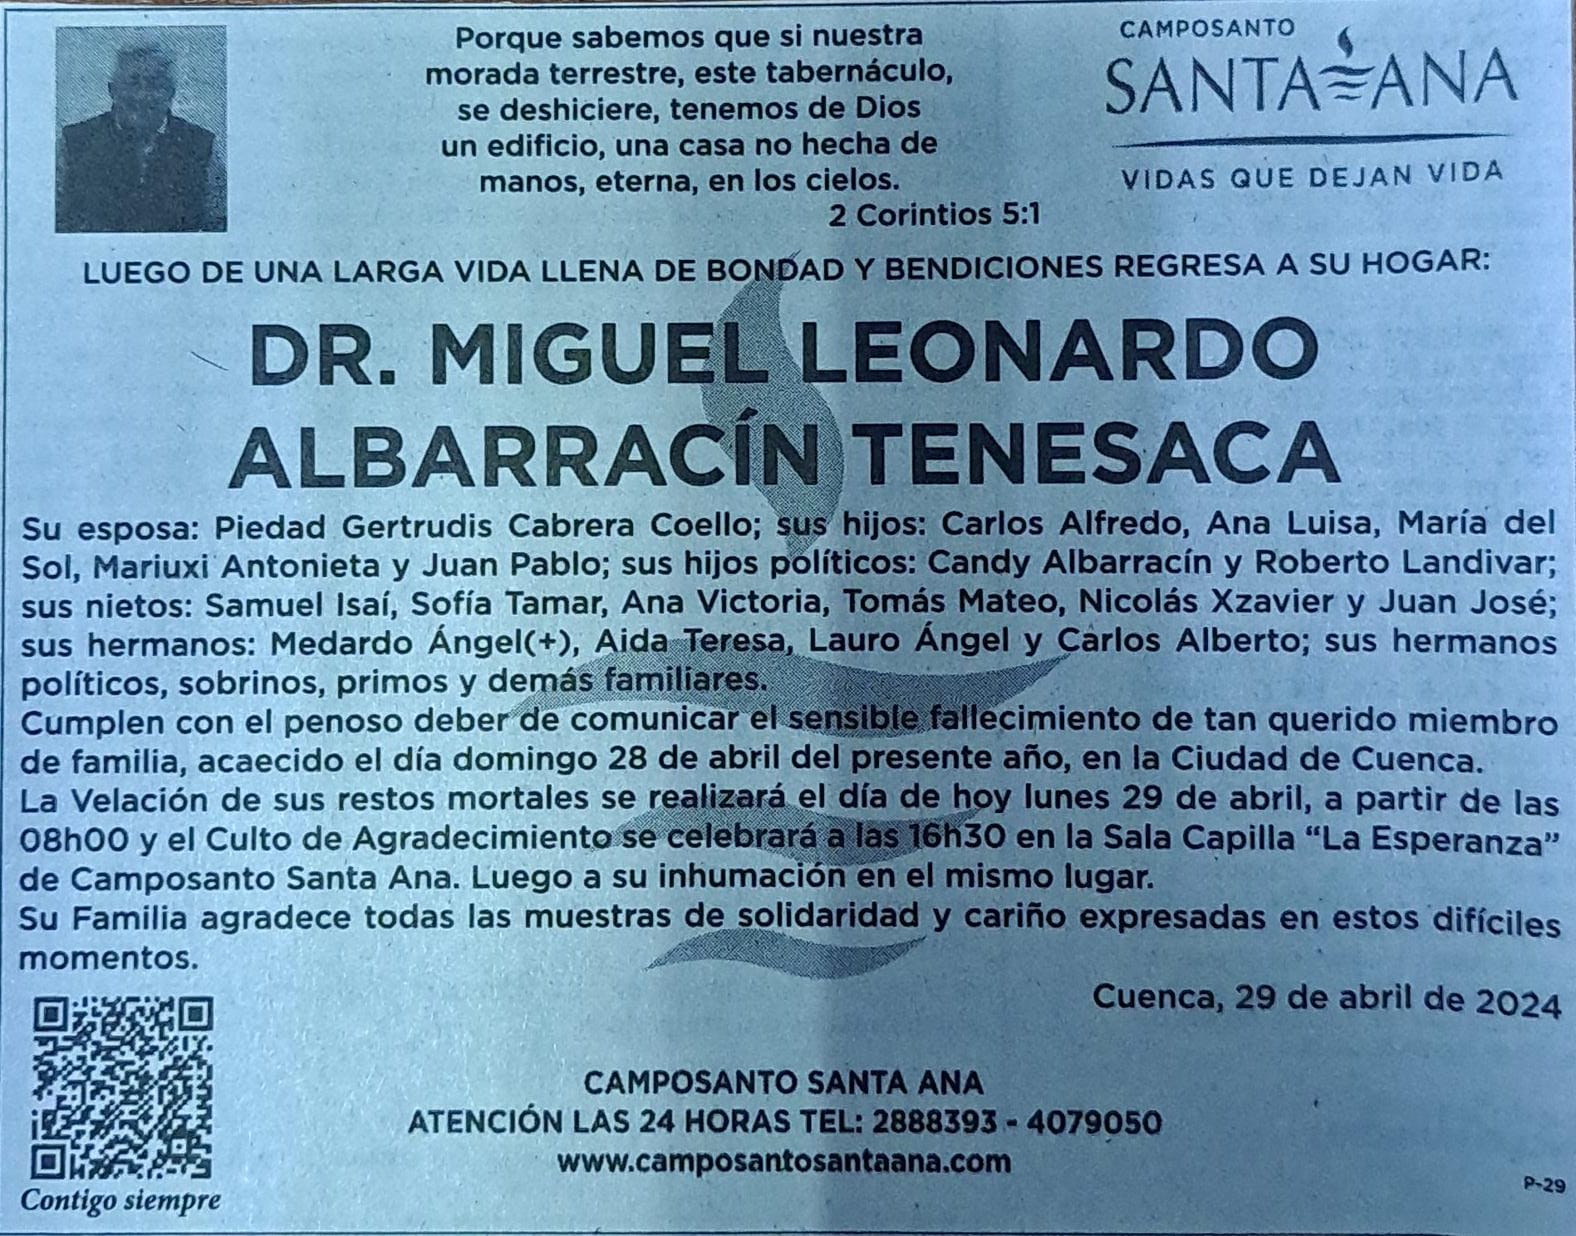 Porque sabemos que si nuestra
morada terrestre, este tabernáculo,
se deshiciere, tenemos de Dios
un edificio, una casa no hecha de
manos, eterna, en los cielos.
2 Corintios 5:1
CAMPOSANTO
SANTA ANA
VIDAS QUE DEJAN VIDA
LUEGO DE UNA LARGA VIDA LLENA DE BONDAD Y BENDICIONES REGRESA A SU HOGAR:
DR. MIGUEL LEONARDO
ALBARRACÍN TENESACA
Su esposa: Piedad Gertrudis Cabrera Coello; sus hijos: Carlos Alfredo, Ana Luisa, María del
Sol, Mariuxi Antonieta y Juan Pablo; sus hijos políticos: Candy Albarracín y Roberto Landivar;
sus nietos: Samuel Isaí, Sofía Tamar, Ana Victoria, Tomás Mateo, Nicolás Xzavier y Juan José;
sus hermanos: Medardo Ángel(+), Aida Teresa, Lauro Ángel y Carlos Alberto; sus hermanos
políticos, sobrinos, primos y demás familiares.
Cumplen con el penoso deber de comunicar el sensible fallecimiento de tan querido miembro
de familia, acaecido el día domingo 28 de abril del presente año, en la Ciudad de Cuenca.
La Velación de sus restos mortales se realizará el día de hoy lunes 29 de abril, a partir de las
08h00 y el Culto de Agradecimiento se celebrará a las 16h30 en la Sala Capilla “La Esperanza”
de Camposanto Santa Ana. Luego a su inhumación en el mismo lugar.
Su Familia agradece todas las muestras de solidaridad y cariño expresadas en estos difíciles
momentos.
Cuenca, 29 de abril de 2024
CAMPOSANTO SANTA ANA
ATENCIÓN LAS 24 HORAS TEL: 2888393 - 4079050
www.camposantosantaana.com
Contigo siempre
P-29